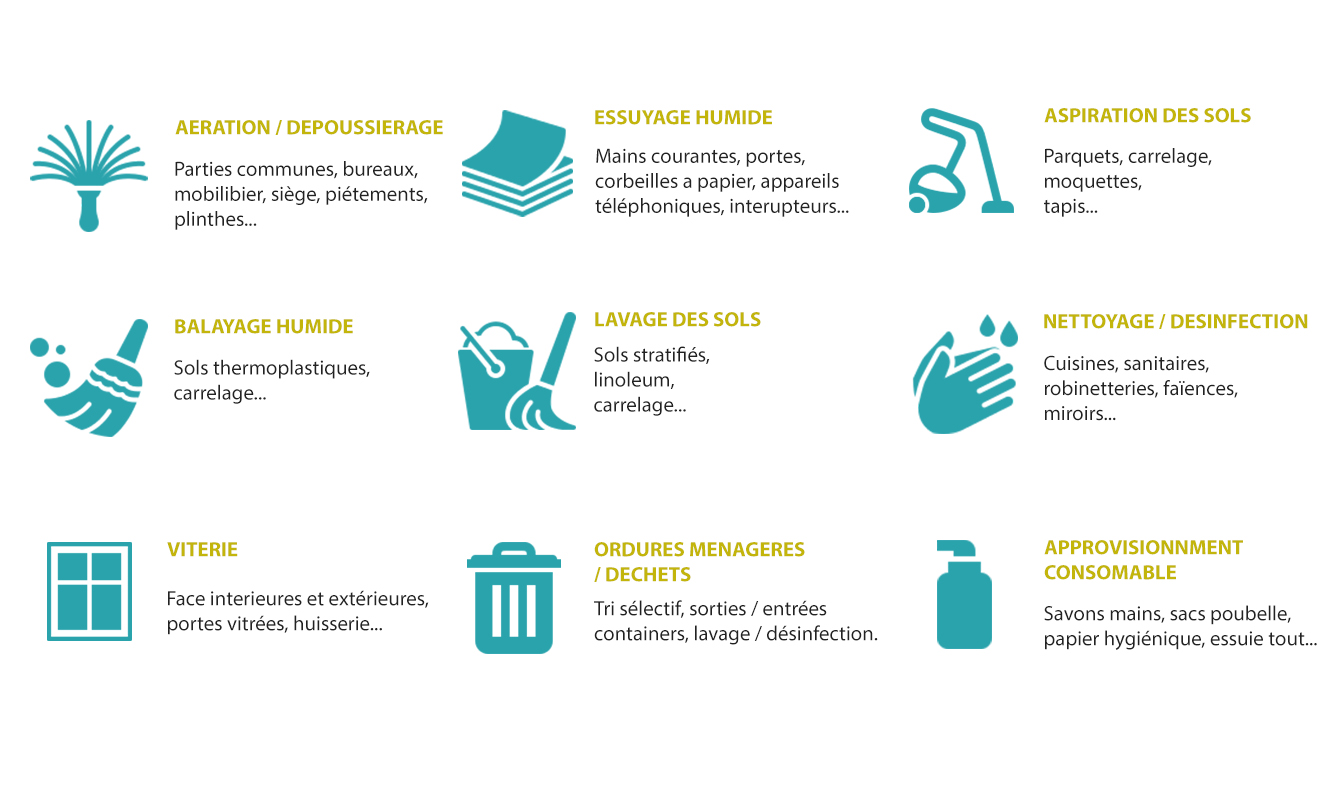 AERATION / DEPOUSSIERAGE
Parties communes, bureaux,
mobilibier, siège, piétements,
plinthes...
ESSUYAGE HUMIDE
Mains courantes, portes,
corbeilles a papier, appareils
téléphoniques, interupteurs...
ASPIRATION DES SOLS
Parquets, carrelage,
moquettes,
tapis...
BALAYAGE HUMIDE
Sols thermoplastiques,
carrelage...
LAVAGE DES SOLS
Sols stratifiés,
linoleum,
carrelage...
NETTOYAGE / DESINFECTION
Cuisines, sanitaires,
robinetteries, faïences,
miroirs...
VITERIE
Face interieures et extérieures,
portes vitrées, huisserie...
ORDURES MENAGERES
/ DECHETS
Tri sélectif, sorties / entrées
containers, lavage / désinfection.
APPROVISIONNMENT
CONSOMABLE
Savons mains, sacs poubelle,
papier hygiénique, essuie tout...